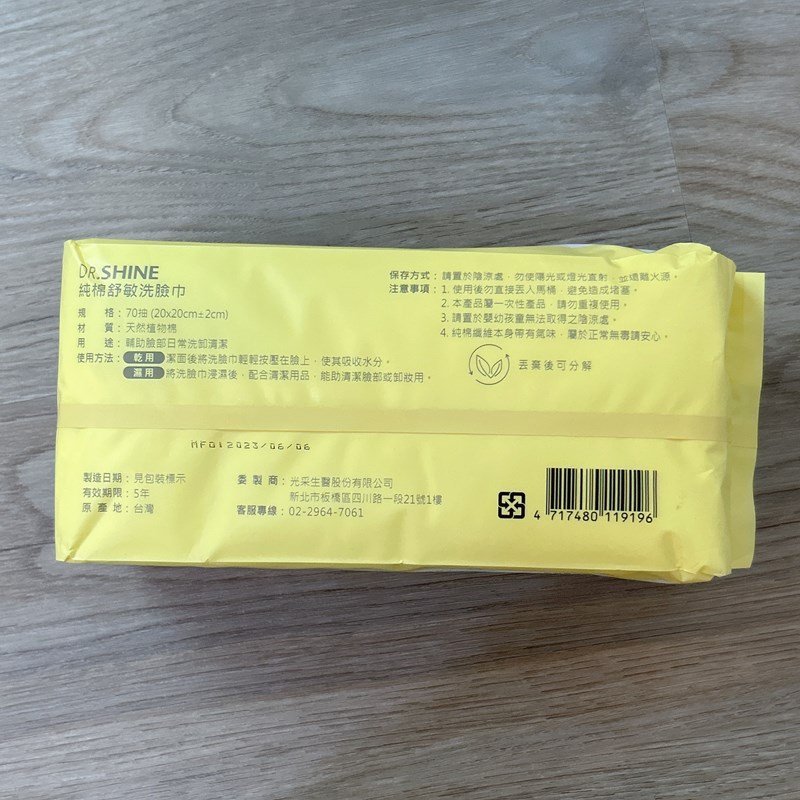 DR.SHINE
純棉舒敏洗臉巾
規　格：70抽 (20x20cm±2cm)
材　質：天然植物棉
用　途：輔助臉部日常洗卸清潔
使用方法： 乾用 潔面後將洗臉巾輕輕按壓在臉上，使其吸收水分。
濕用 將洗臉巾浸濕後，配合清潔用品，能助清潔臉部或卸妝用。
保存方式：請置於陰涼處，勿使陽光或燈光直射，並遠離火源。
注意事項：1. 使用後勿直接丟入馬桶，避免造成堵塞。
2. 本產品屬一次性產品，請勿重複使用。
3. 請置於嬰幼孩童無法取得之陰涼處。
4. 純棉纖維本身帶有氣味，屬於正常無毒請安心。
丟棄後可分解
MFG:2023/06/06
製造日期：見包裝標示
有效期限：5年
原 產 地：台灣
委 製 商：光采生醫股份有限公司
新北市板橋區四川路一段21號1樓
客服專線：02-2964-7061
4 717480 119196